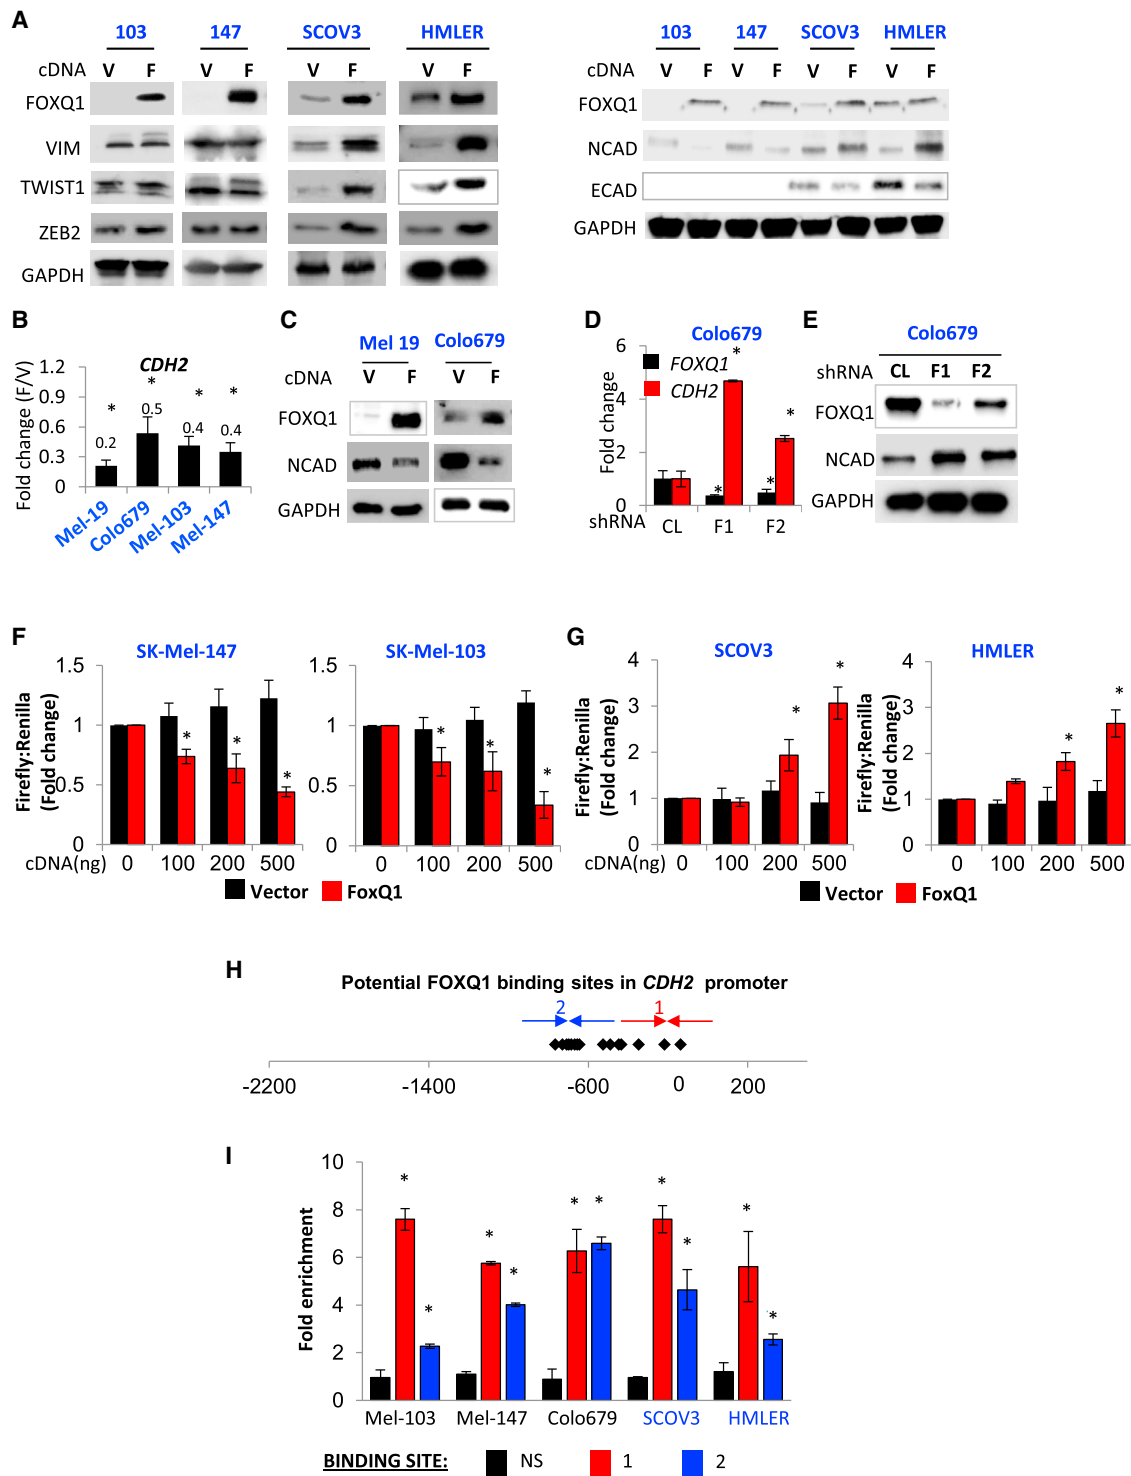 A
103 147 SCOV3 HMLER
cDNA V F V F V F V F
FOXQ1
VIM
TWIST1
ZEB2
GAPDH
103 147 SCOV3 HMLER
cDNA V F V F V F V F
FOXQ1
NCAD
ECAD
GAPDH
B
CDH2
Fold change (F/V)
1.2
0.9
0.6
0.3
0
* * * *
0.2 0.5 0.4 0.4
Mel-19 Colo679 Mel-103 Mel-147
C
Mel 19 Colo679
cDNA V F V F
FOXQ1
NCAD
GAPDH
D
Colo679
FOXQ1
CDH2
Fold change
6
4
2
0
* * * *
shRNA CL F1 F2
E
Colo679
shRNA CL F1 F2
FOXQ1
NCAD
GAPDH
F
SK-Mel-147
Firefly:Renilla
(Fold change)
1.5
1
0.5
0
* * *
cDNA(ng) 0 100 200 500
SK-Mel-103
1.5
1
0.5
0
* * *
0 100 200 500
Vector FoxQ1
G
SCOV3
Firefly:Renilla
(Fold change)
4
3
2
1
0
* *
cDNA(ng) 0 100 200 500
HMLER
Firefly:Renilla
(Fold change)
4
3
2
1
0
* *
0 100 200 500
Vector FoxQ1
H
Potential FOXQ1 binding sites in CDH2 promoter
2 1
-2200 -1400 -600 0 200
I
Fold enrichment
10
8
6
4
2
0
* * * * * * * * * *
Mel-103 Mel-147 Colo679 SCOV3 HMLER
BINDING SITE: NS 1 2